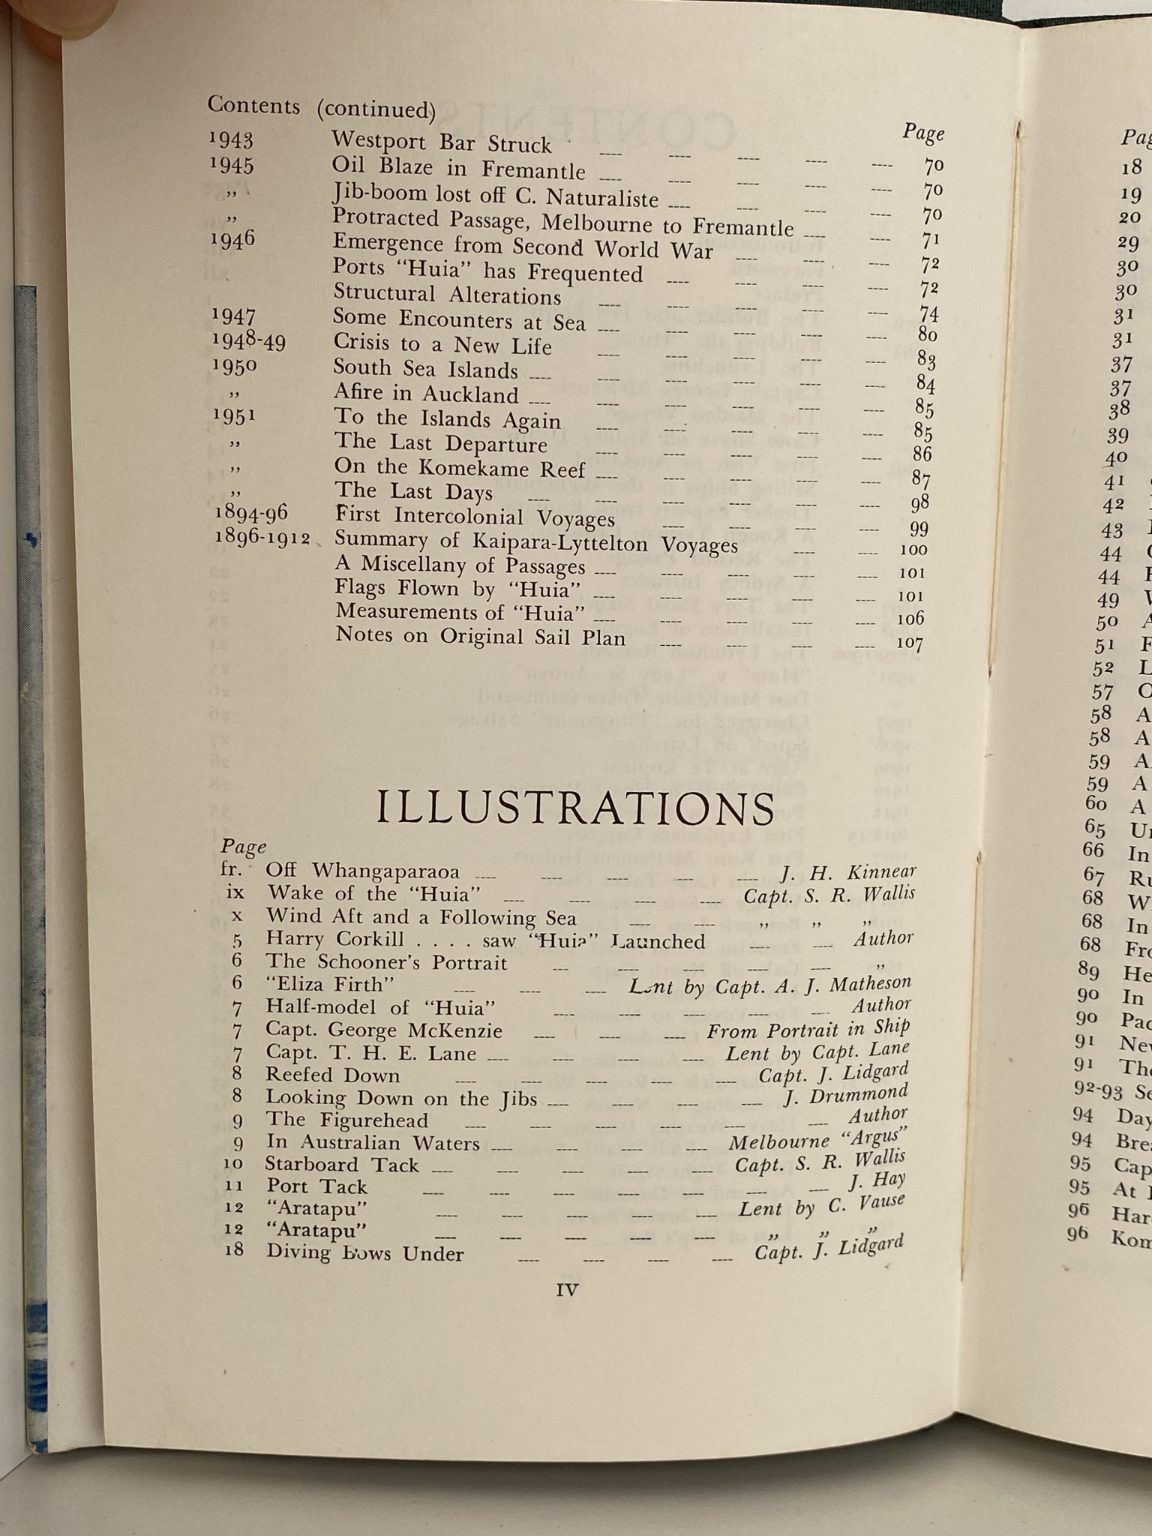 Contents (continued)
Page
1943 Westport Bar Struck ---- ---- ---- ---- ---- 70
1945 Oil Blaze in Fremantle ---- ---- ---- ---- ---- 70
,, Jib-boom lost off C. Naturaliste ---- ---- ---- ---- 70
,, Protracted Passage, Melbourne to Fremantle ---- ---- 71
1946 Emergence from Second World War ---- ---- ---- 72
Ports "Huia" has Frequented ---- ---- ---- ---- 72
Structural Alterations ---- ---- ---- ---- ---- 74
1947 Some Encounters at Sea ---- ---- ---- ---- ---- 80
1948-49 Crisis to a New Life ---- ---- ---- ---- ---- 83
1950 South Sea Islands ---- ---- ---- ---- ---- ---- 84
,, Afire in Auckland ---- ---- ---- ---- ---- ---- 85
1951 To the Islands Again ---- ---- ---- ---- ---- 85
,, The Last Departure ---- ---- ---- ---- ---- 86
,, On the Komekame Reef ---- ---- ---- ---- ---- 87
,, The Last Days ---- ---- ---- ---- ---- ---- 98
1894-96 First Intercolonial Voyages ---- ---- ---- ---- 99
1896-1912 Summary of Kaipara-Lyttelton Voyages ---- ---- 100
A Miscellany of Passages ---- ---- ---- ---- ---- 101
Flags Flown by "Huia" ---- ---- ---- ---- ---- 101
Measurements of "Huia" ---- ---- ---- ---- ---- 106
Notes on Original Sail Plan ---- ---- ---- ---- 107
ILLUSTRATIONS
Page
fr. Off Whangaparaoa ---- ---- ---- ---- ---- J. H. Kinnear
ix Wake of the "Huia" ---- ---- ---- ---- Capt. S. R. Wallis
x Wind Aft and a Following Sea ---- ---- ,, ,, ,,
5 Harry Corkill . . . . saw "Huia" Launched ---- ---- Author
6 The Schooner's Portrait ---- ---- ---- ---- ---- ,,
6 "Eliza Firth" ---- ---- ---- Lent by Capt. A. J. Matheson
7 Half-model of "Huia" ---- ---- ---- ---- ---- Author
7 Capt. George McKenzie ---- ---- ---- From Portrait in Ship
7 Capt. T. H. E. Lane ---- ---- ---- ---- Lent by Capt. Lane
8 Reefed Down ---- ---- ---- ---- ---- Capt. J. Lidgard
8 Looking Down on the Jibs ---- ---- ---- ---- J. Drummond
9 The Figurehead ---- ---- ---- ---- ---- ---- Author
9 In Australian Waters ---- ---- ---- ---- Melbourne "Argus"
10 Starboard Tack ---- ---- ---- ---- ---- Capt. S. R. Wallis
11 Port Tack ---- ---- ---- ---- ---- ---- ---- J. Hay
12 "Aratapu" ---- ---- ---- ---- ---- Lent by C. Vause
12 "Aratapu" ---- ---- ---- ---- ---- ,, ,, ,,
18 Diving Bows Under ---- ---- ---- ---- Capt. J. Lidgard
IV
18
19
20
29
30
30
31
31
37
37
38
39
40
41
42
43
44
44
49
50
51
52
57
58
58
59
59
60
65
66 In
67
68
68 In
68
89
90 In
90
91
91
92-93
94 Day
94
95
95 At
96
96